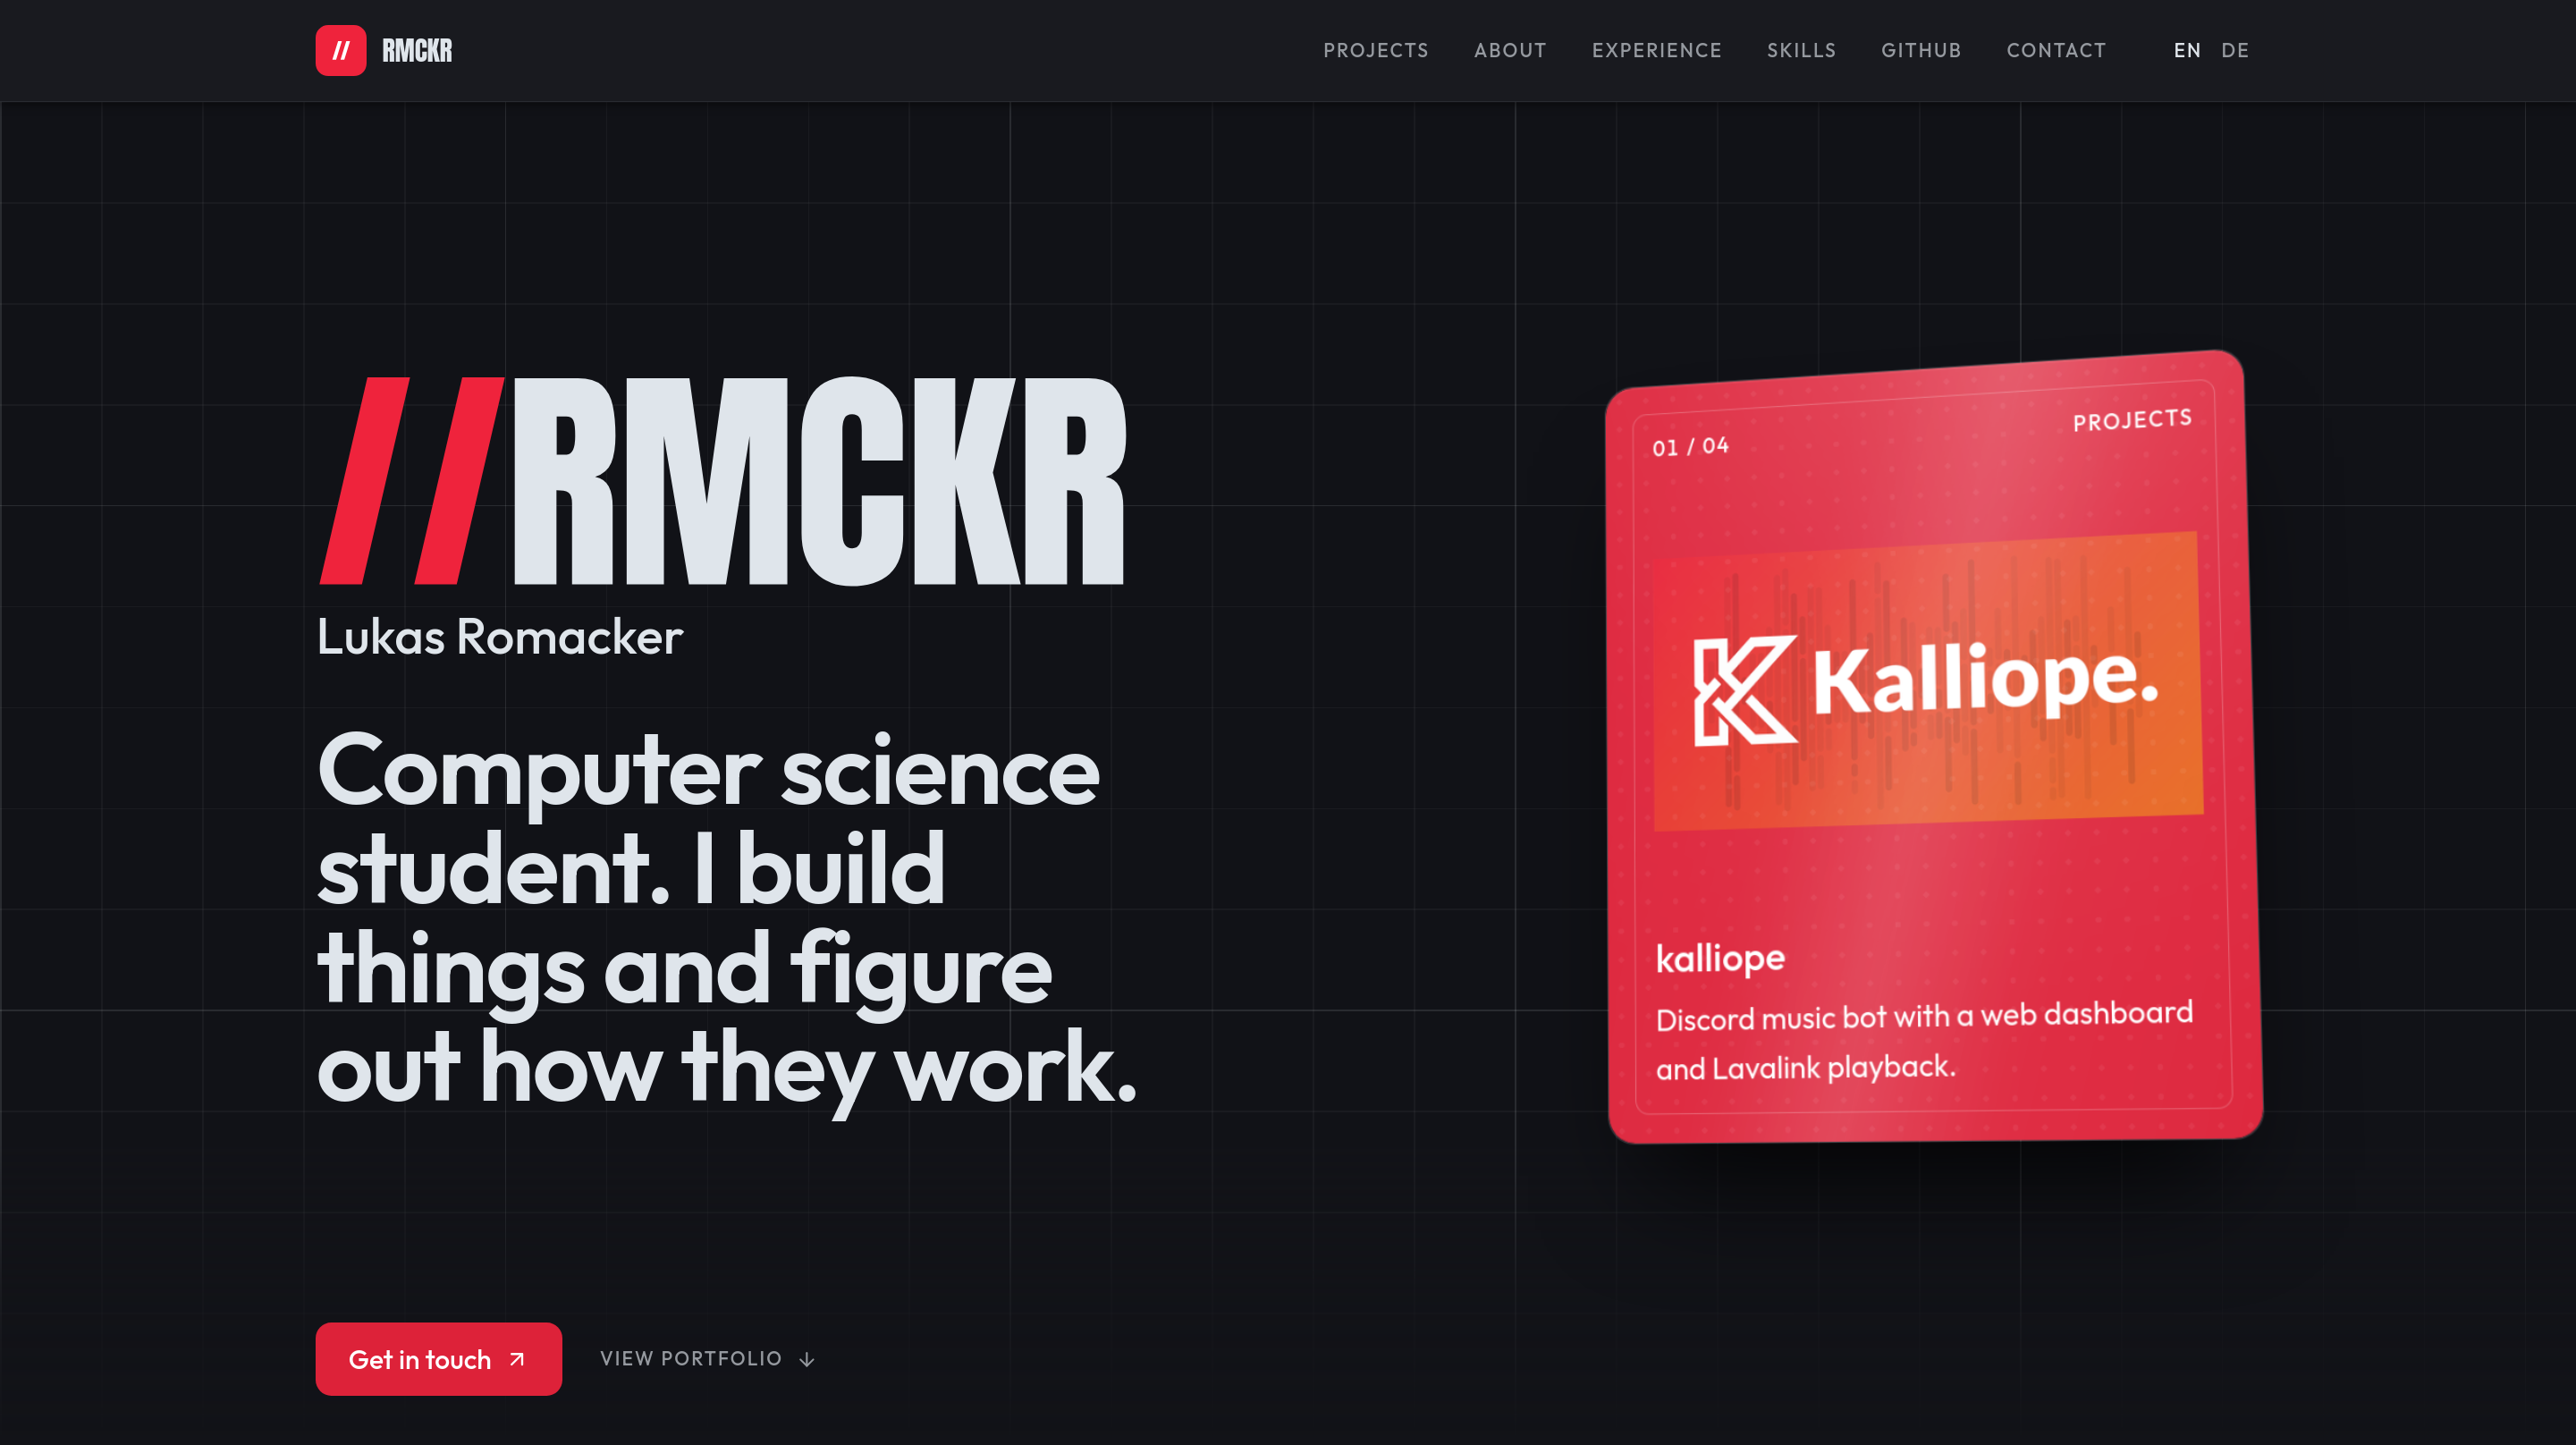 // RMCKR
PROJECTS ABOUT EXPERIENCE SKILLS GITHUB CONTACT EN DE
//RMCKR
Lukas Romacker
Computer science
student. I build
things and figure
out how they work.
Get in touch
VIEW PORTFOLIO
01 / 04
PROJECTS
K Kalliope.
kalliope
Discord music bot with a web dashboard
and Lavalink playback.